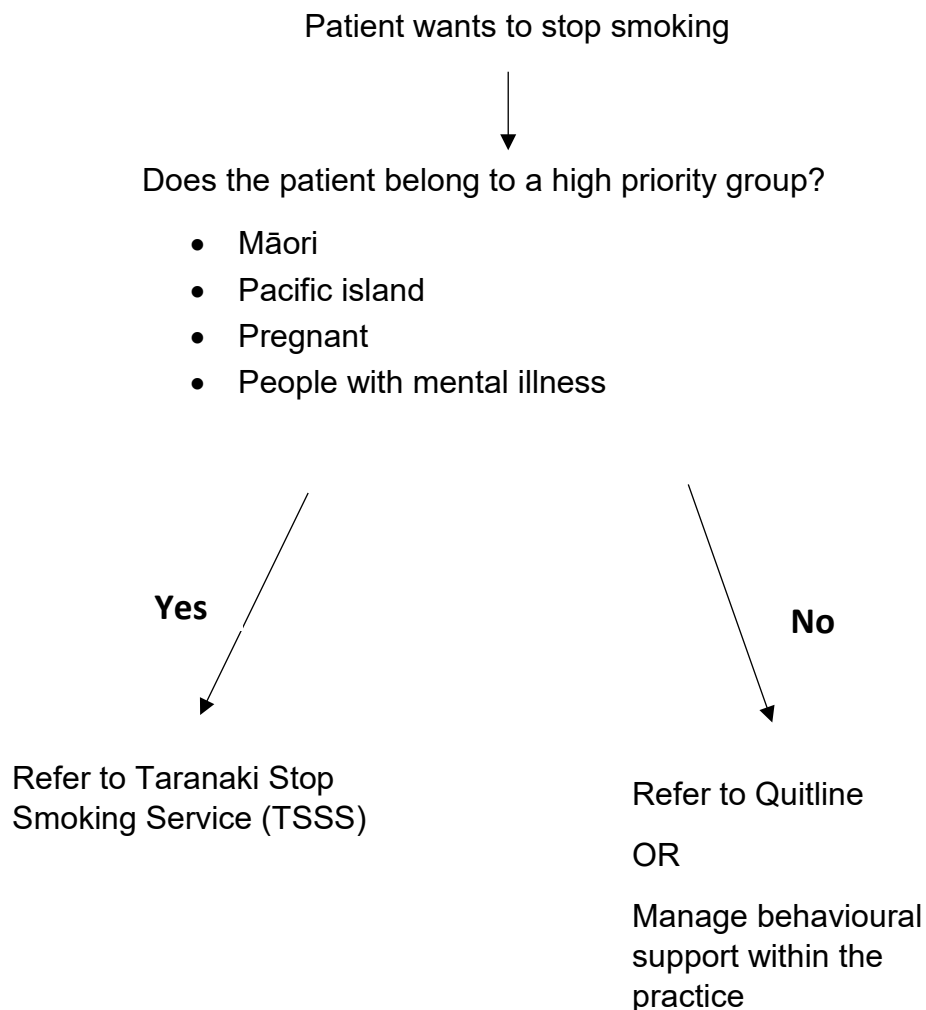 Patient wants to stop smoking
Does the patient belong to a high priority group?
• Māori
• Pacific island
• Pregnant
• People with mental illness
Yes
No
Refer to Taranaki Stop
Smoking Service (TSSS)
Refer to Quitline
OR
Manage behavioural
support within the
practice